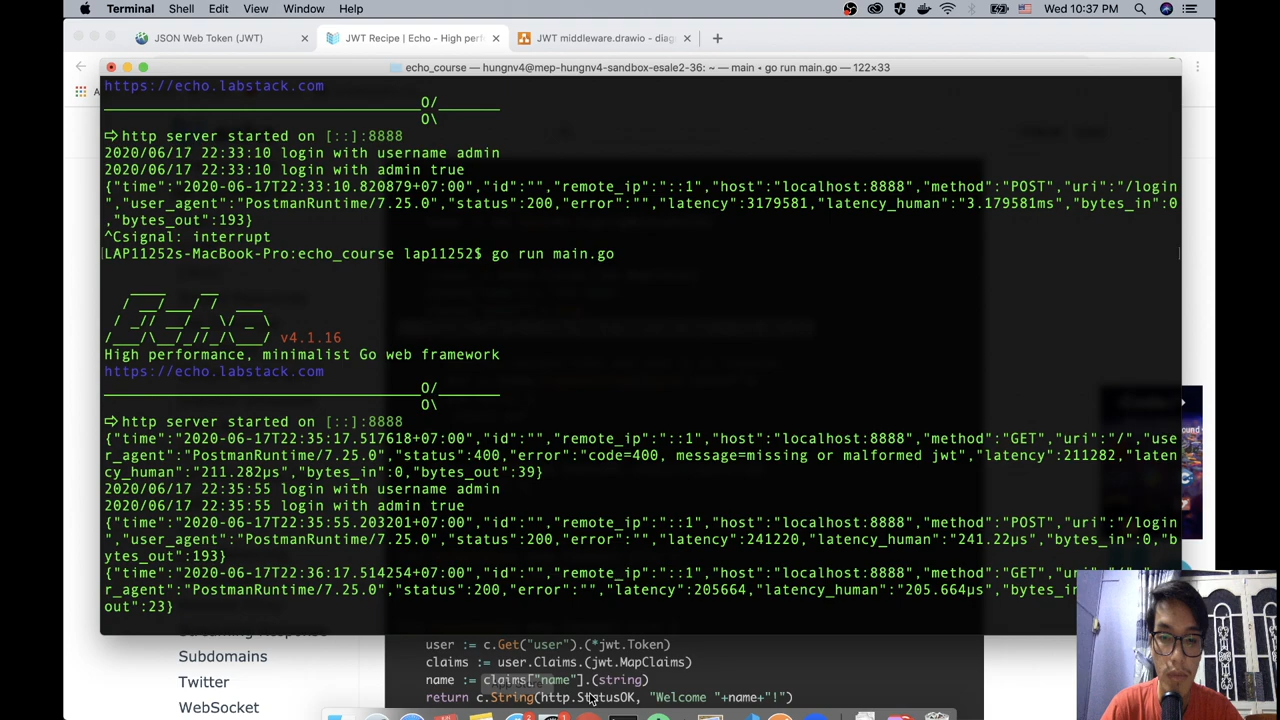 Terminal Shell Edit View Window Help Wed 10:37 PM
JSON Web Token (JWT) JWT Recipe | Echo - High perf JWT middleware.drawio - diag
echo_course — hungnv4@mep-hungnv4-sandbox-esale2-36: ~ — main ◂ go run main.go — 122×33
https://echo.labstack.com
____________________________________O/_______
                                    O\
⇨ http server started on [::]:8888
2020/06/17 22:33:10 login with username admin
2020/06/17 22:33:10 login with admin true
{"time":"2020-06-17T22:33:10.820879+07:00","id":"","remote_ip":"::1","host":"localhost:8888","method":"POST","uri":"/login
","user_agent":"PostmanRuntime/7.25.0","status":200,"error":"","latency":3179581,"latency_human":"3.179581ms","bytes_in":0
,"bytes_out":193}
^Csignal: interrupt
LAP11252s-MacBook-Pro:echo_course lap11252$ go run main.go
Echo
v4.1.16
High performance, minimalist Go web framework
https://echo.labstack.com
____________________________________O/_______
                                    O\
⇨ http server started on [::]:8888
{"time":"2020-06-17T22:35:17.517618+07:00","id":"","remote_ip":"::1","host":"localhost:8888","method":"GET","uri":"/","use
r_agent":"PostmanRuntime/7.25.0","status":400,"error":"code=400, message=missing or malformed jwt","latency":211282,"laten
cy_human":"211.282µs","bytes_in":0,"bytes_out":39}
2020/06/17 22:35:55 login with username admin
2020/06/17 22:35:55 login with admin true
{"time":"2020-06-17T22:35:55.203201+07:00","id":"","remote_ip":"::1","host":"localhost:8888","method":"POST","uri":"/login
","user_agent":"PostmanRuntime/7.25.0","status":200,"error":"","latency":241220,"latency_human":"241.22µs","bytes_in":0,"b
ytes_out":193}
{"time":"2020-06-17T22:36:17.514254+07:00","id":"","remote_ip":"::1","host":"localhost:8888","method":"GET",
r_agent":"PostmanRuntime/7.25.0","status":200,"error":"","latency":205664,"latency_human":"205.664µs","bytes_in
out":23}
Subdomains
Twitter
WebSocket
user := c.Get("user").(*jwt.Token)
claims := user.Claims.(jwt.MapClaims)
name := claims["name"].(string)
return c.String(http.StatusOK, "Welcome "+name+"!")